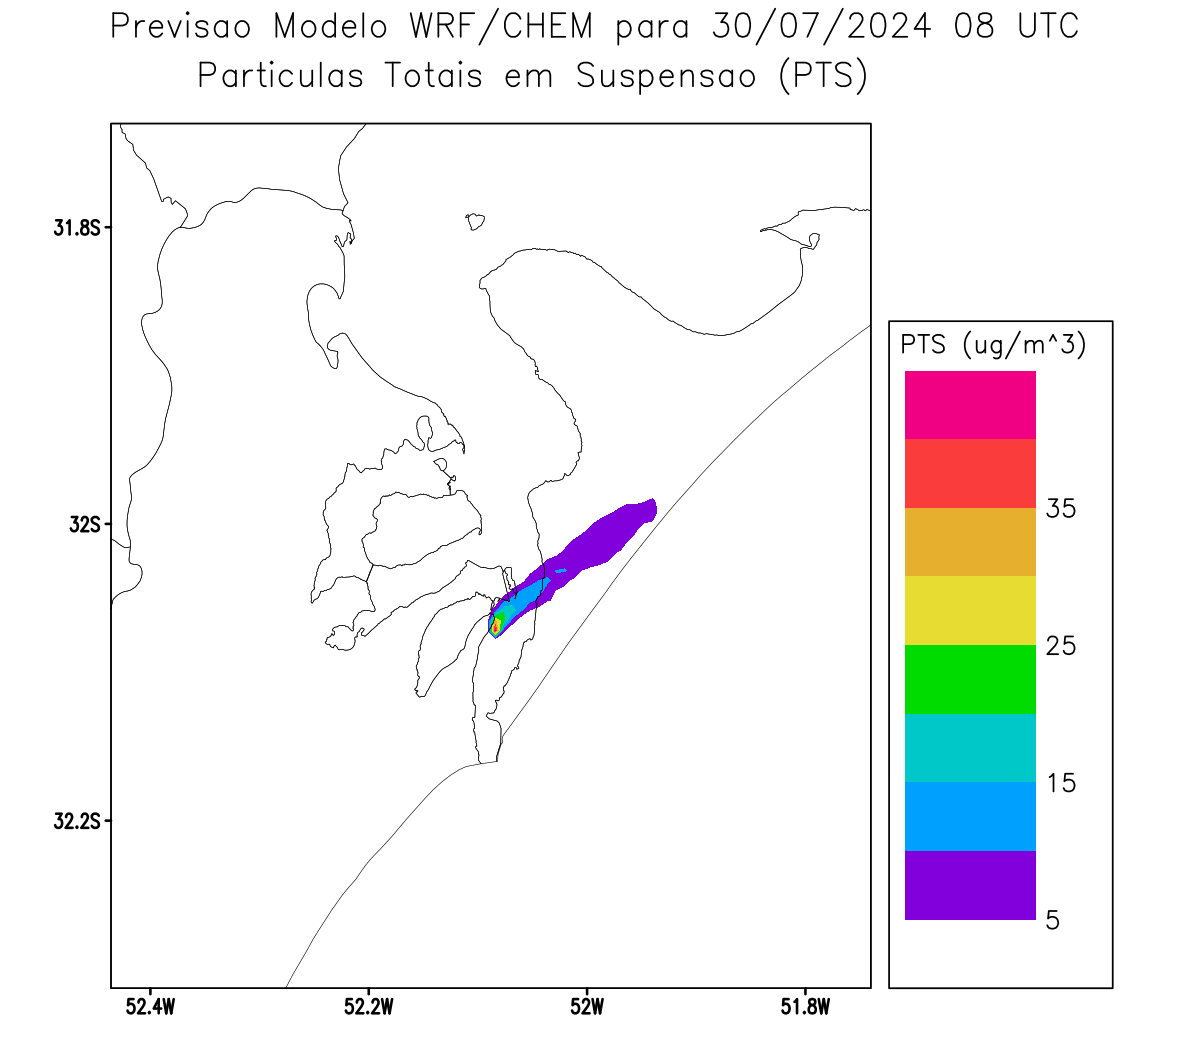 Previsao Modelo WRF/CHEM para 30/07/2024 08 UTC
Particulas Totais em Suspensao (PTS)
31.8S
32S
32.2S
52.4W
52.2W
52W
51.8W
PTS (ug/m^3)
35
25
15
5